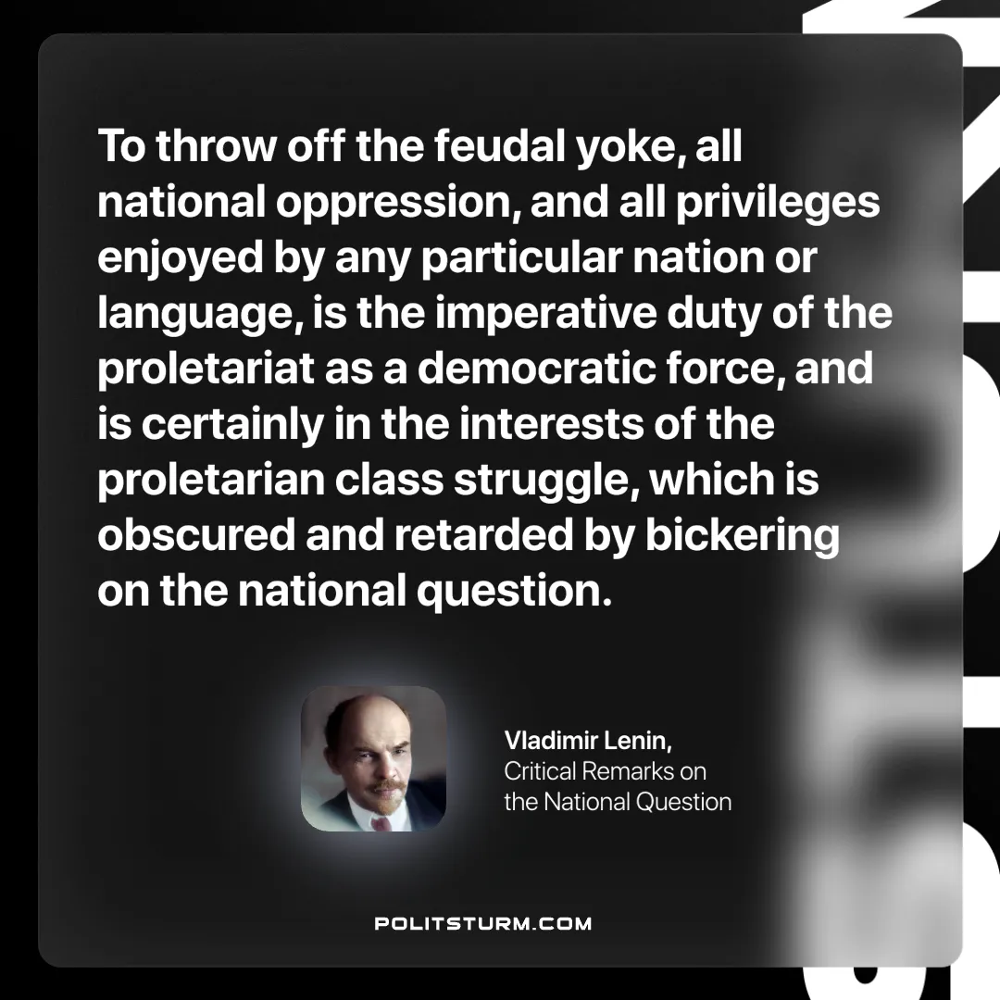 To throw off the feudal yoke, all
national oppression, and all privileges
enjoyed by any particular nation or
language, is the imperative duty of the
proletariat as a democratic force, and
is certainly in the interests of the
proletarian class struggle, which is
obscured and retarded by bickering
on the national question.
Vladimir Lenin,
Critical Remarks on
the National Question
POLITSTURM.COM